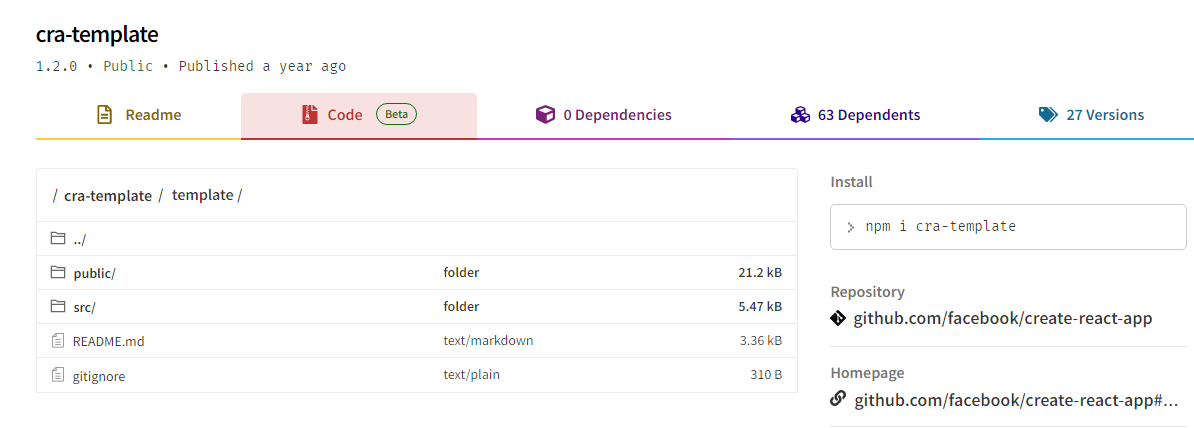 cra-template
1.2.0 • Public • Published a year ago
Readme
Code Beta
0 Dependencies
63 Dependents
27 Versions
/ cra-template / template /
../
public/ folder 21.2 kB
src/ folder 5.47 kB
README.md text/markdown 3.36 kB
gitignore text/plain 310 B
Install
> npm i cra-template
Repository
github.com/facebook/create-react-app
Homepage
github.com/facebook/create-react-app#...